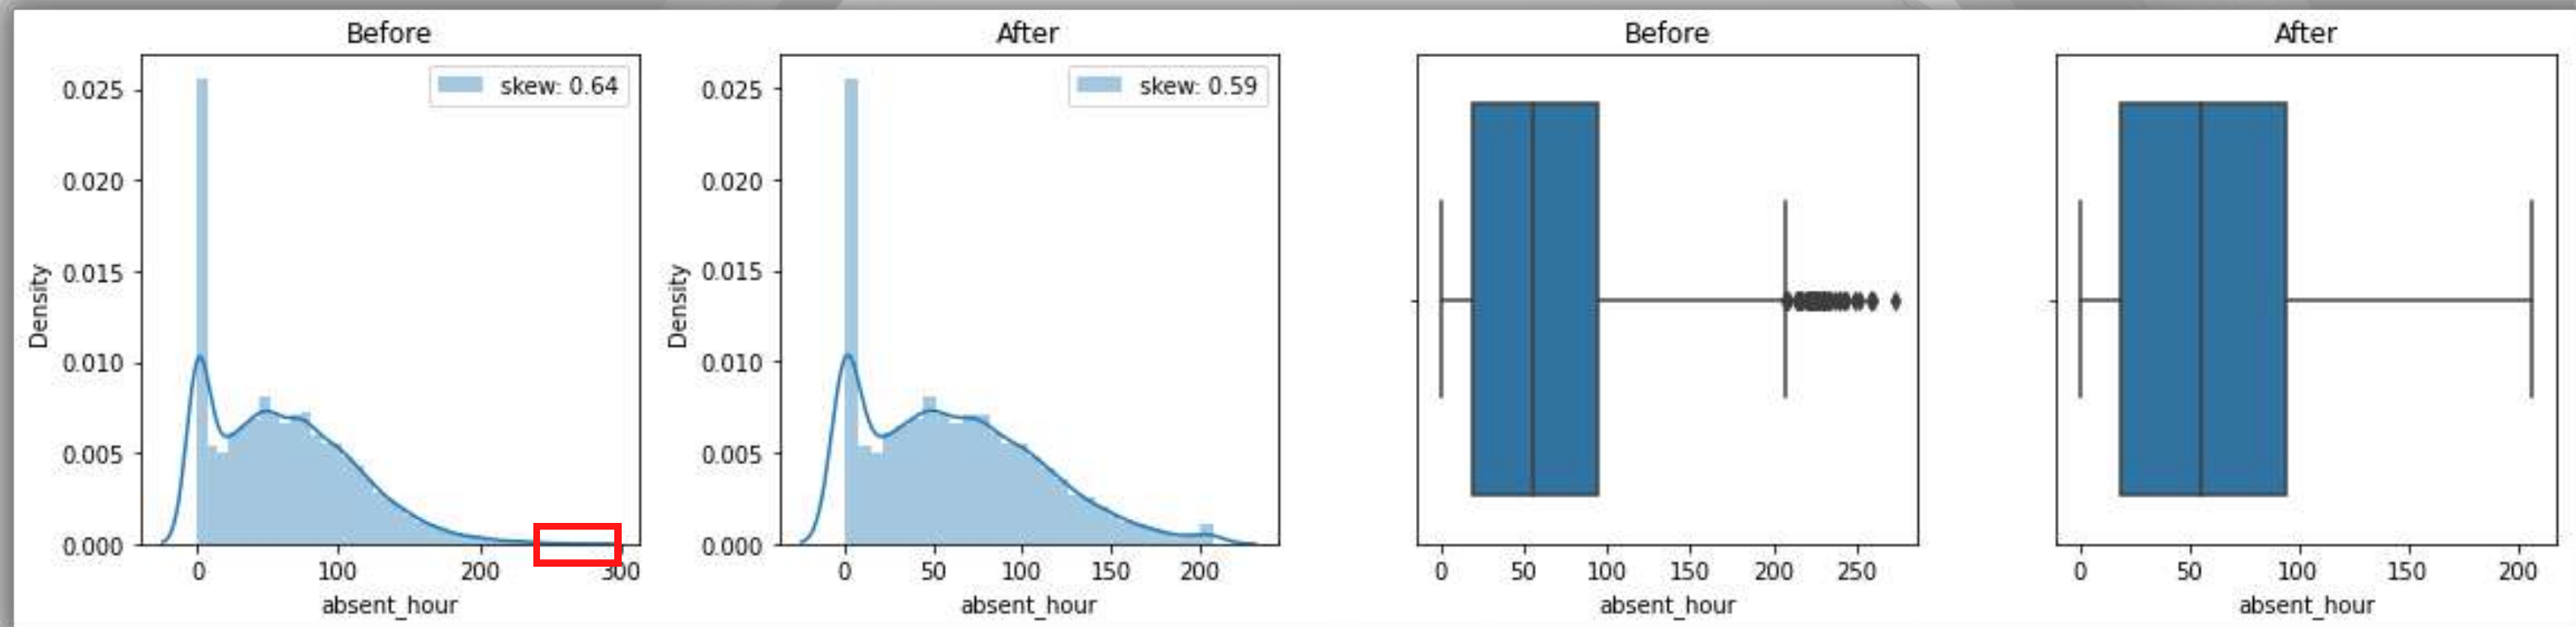 Before
skew: 0.64
Density
0.025
0.020
0.015
0.010
0.005
0.000
0 100 200 300
absent_hour
After
skew: 0.59
Density
0.025
0.020
0.015
0.010
0.005
0.000
0 50 100 150 200
absent_hour
Before
0 50 100 150 200 250
absent_hour
After
0 50 100 150 200
absent_hour